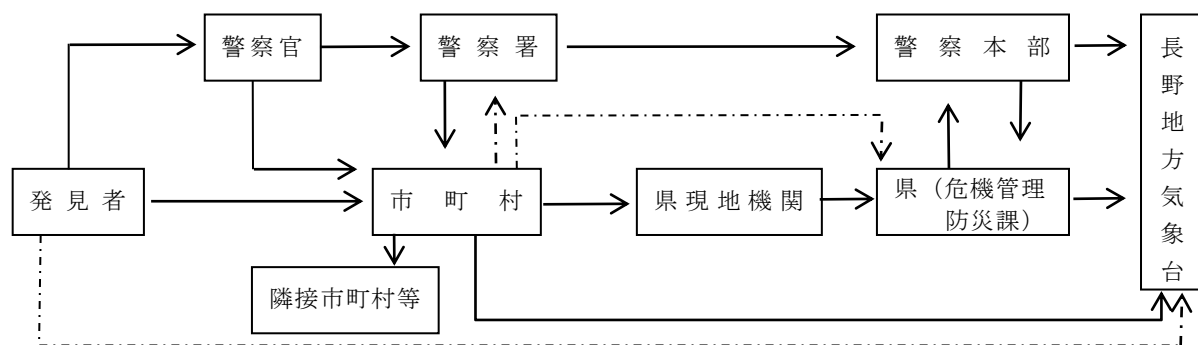 警察官
警察署
警察本部
長野地方気象台
発見者
市町村
県現地機関
県（危機管理
防災課）
隣接市町村等